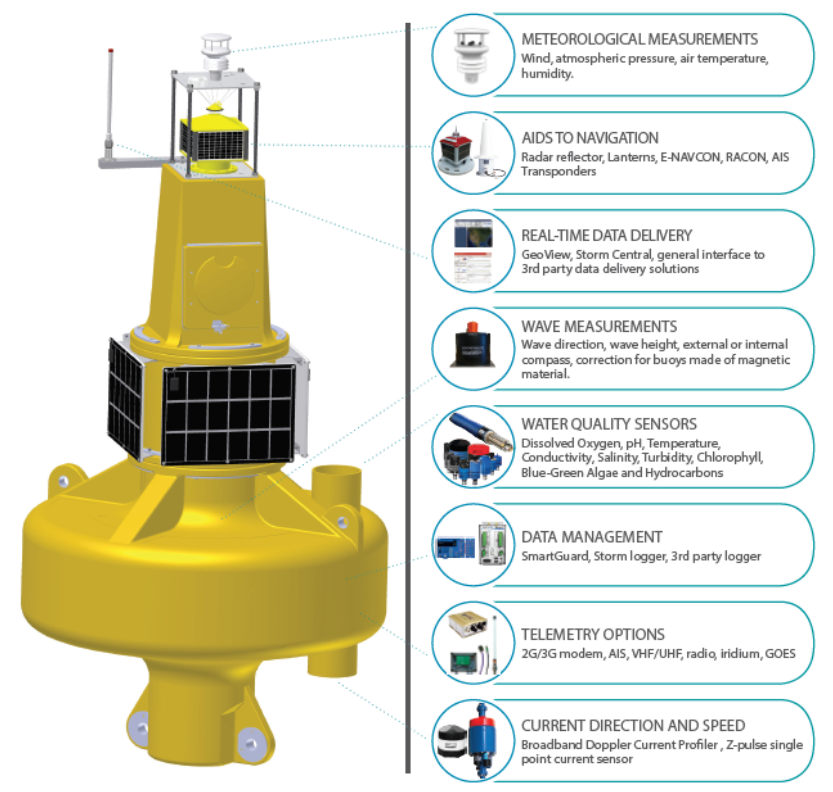 METEOROLOGICAL MEASUREMENTS
Wind, atmospheric pressure, air temperature,
humidity.
AIDS TO NAVIGATION
Radar reflector, Lanterns, E-NAVCON, RACON, AIS
Transponders
REAL-TIME DATA DELIVERY
GeoView, Storm Central, general interface to
3rd party data delivery solutions
WAVE MEASUREMENTS
Wave direction, wave height, external or internal
compass, correction for buoys made of magnetic
material.
WATER QUALITY SENSORS
Dissolved Oxygen, pH, Temperature,
Conductivity, Salinity, Turbidity, Chlorophyll,
Blue-Green Algae and Hydrocarbons
DATA MANAGEMENT
SmartGuard, Storm logger, 3rd party logger
TELEMETRY OPTIONS
2G/3G modem, AIS, VHF/UHF, radio, iridium, GOES
CURRENT DIRECTION AND SPEED
Broadband Doppler Current Profiler , Z-pulse single
point current sensor